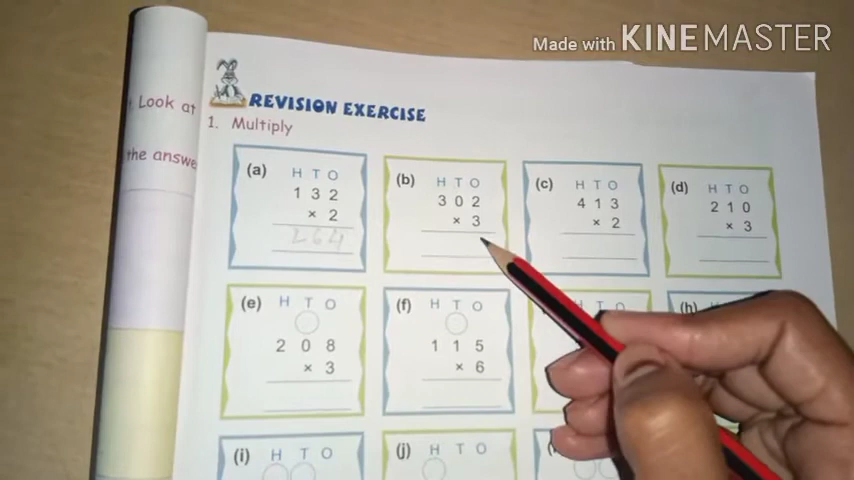 Made with KINEMASTER
Look at
the answe
REVISION EXERCISE
1. Multiply
(a) H T O
1 3 2
× 2
264
(b) H T O
3 0 2
× 3
(c) H T O
4 1 3
× 2
(d) H T O
2 1 0
× 3
(e) H T O
2 0 8
× 3
(f) H T O
1 1 5
× 6
H T O
(h) H
(i) H T O
(j) H T O